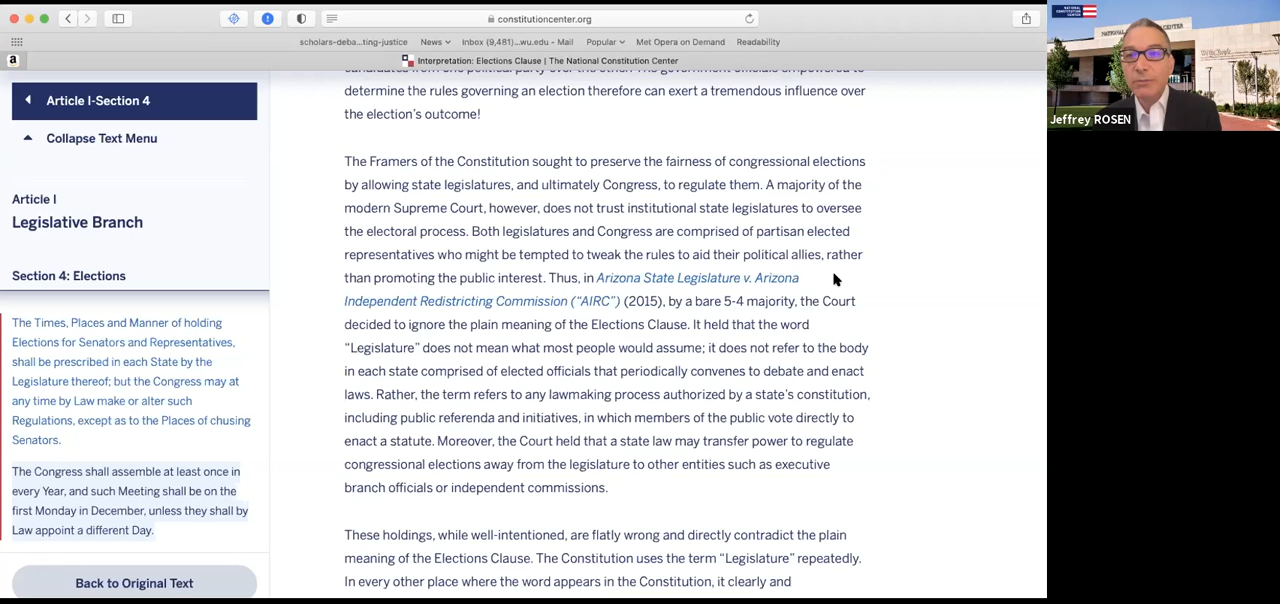 constitutioncenter.org
scholars-deba...ting-justice
News
Inbox (9,481)...wu.edu – Mail
Popular
Met Opera on Demand
Readability
a
Interpretation: Elections Clause | The National Constitution Center
Article I-Section 4
Collapse Text Menu
Article I
Legislative Branch
Section 4: Elections
The Times, Places and Manner of holding
Elections for Senators and Representatives,
shall be prescribed in each State by the
Legislature thereof; but the Congress may at
any time by Law make or alter such
Regulations, except as to the Places of chusing
Senators.
The Congress shall assemble at least once in
every Year, and such Meeting shall be on the
first Monday in December, unless they shall by
Law appoint a different Day.
Back to Original Text
candidates from one political party over the other. The government officials empowered to
determine the rules governing an election therefore can exert a tremendous influence over
the election's outcome!
The Framers of the Constitution sought to preserve the fairness of congressional elections
by allowing state legislatures, and ultimately Congress, to regulate them. A majority of the
modern Supreme Court, however, does not trust institutional state legislatures to oversee
the electoral process. Both legislatures and Congress are comprised of partisan elected
representatives who might be tempted to tweak the rules to aid their political allies, rather
than promoting the public interest. Thus, in Arizona State Legislature v. Arizona
Independent Redistricting Commission ("AIRC") (2015), by a bare 5-4 majority, the Court
decided to ignore the plain meaning of the Elections Clause. It held that the word
"Legislature" does not mean what most people would assume; it does not refer to the body
in each state comprised of elected officials that periodically convenes to debate and enact
laws. Rather, the term refers to any lawmaking process authorized by a state's constitution,
including public referenda and initiatives, in which members of the public vote directly to
enact a statute. Moreover, the Court held that a state law may transfer power to regulate
congressional elections away from the legislature to other entities such as executive
branch officials or independent commissions.
These holdings, while well-intentioned, are flatly wrong and directly contradict the plain
meaning of the Elections Clause. The Constitution uses the term "Legislature" repeatedly.
In every other place where the word appears in the Constitution, it clearly and
NATIONAL
CONSTITUTION
CENTER
Jeffrey ROSEN